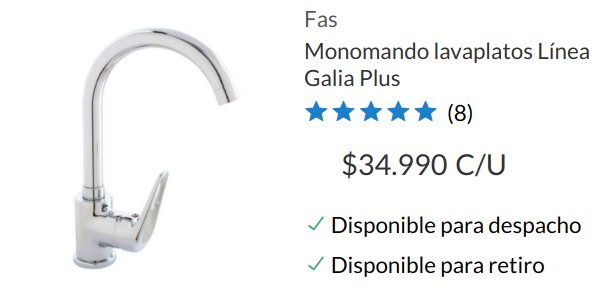 Fas
Monomando lavaplatos Línea
Galia Plus
(8)
$34.990 C/U
Disponible para despacho
Disponible para retiro